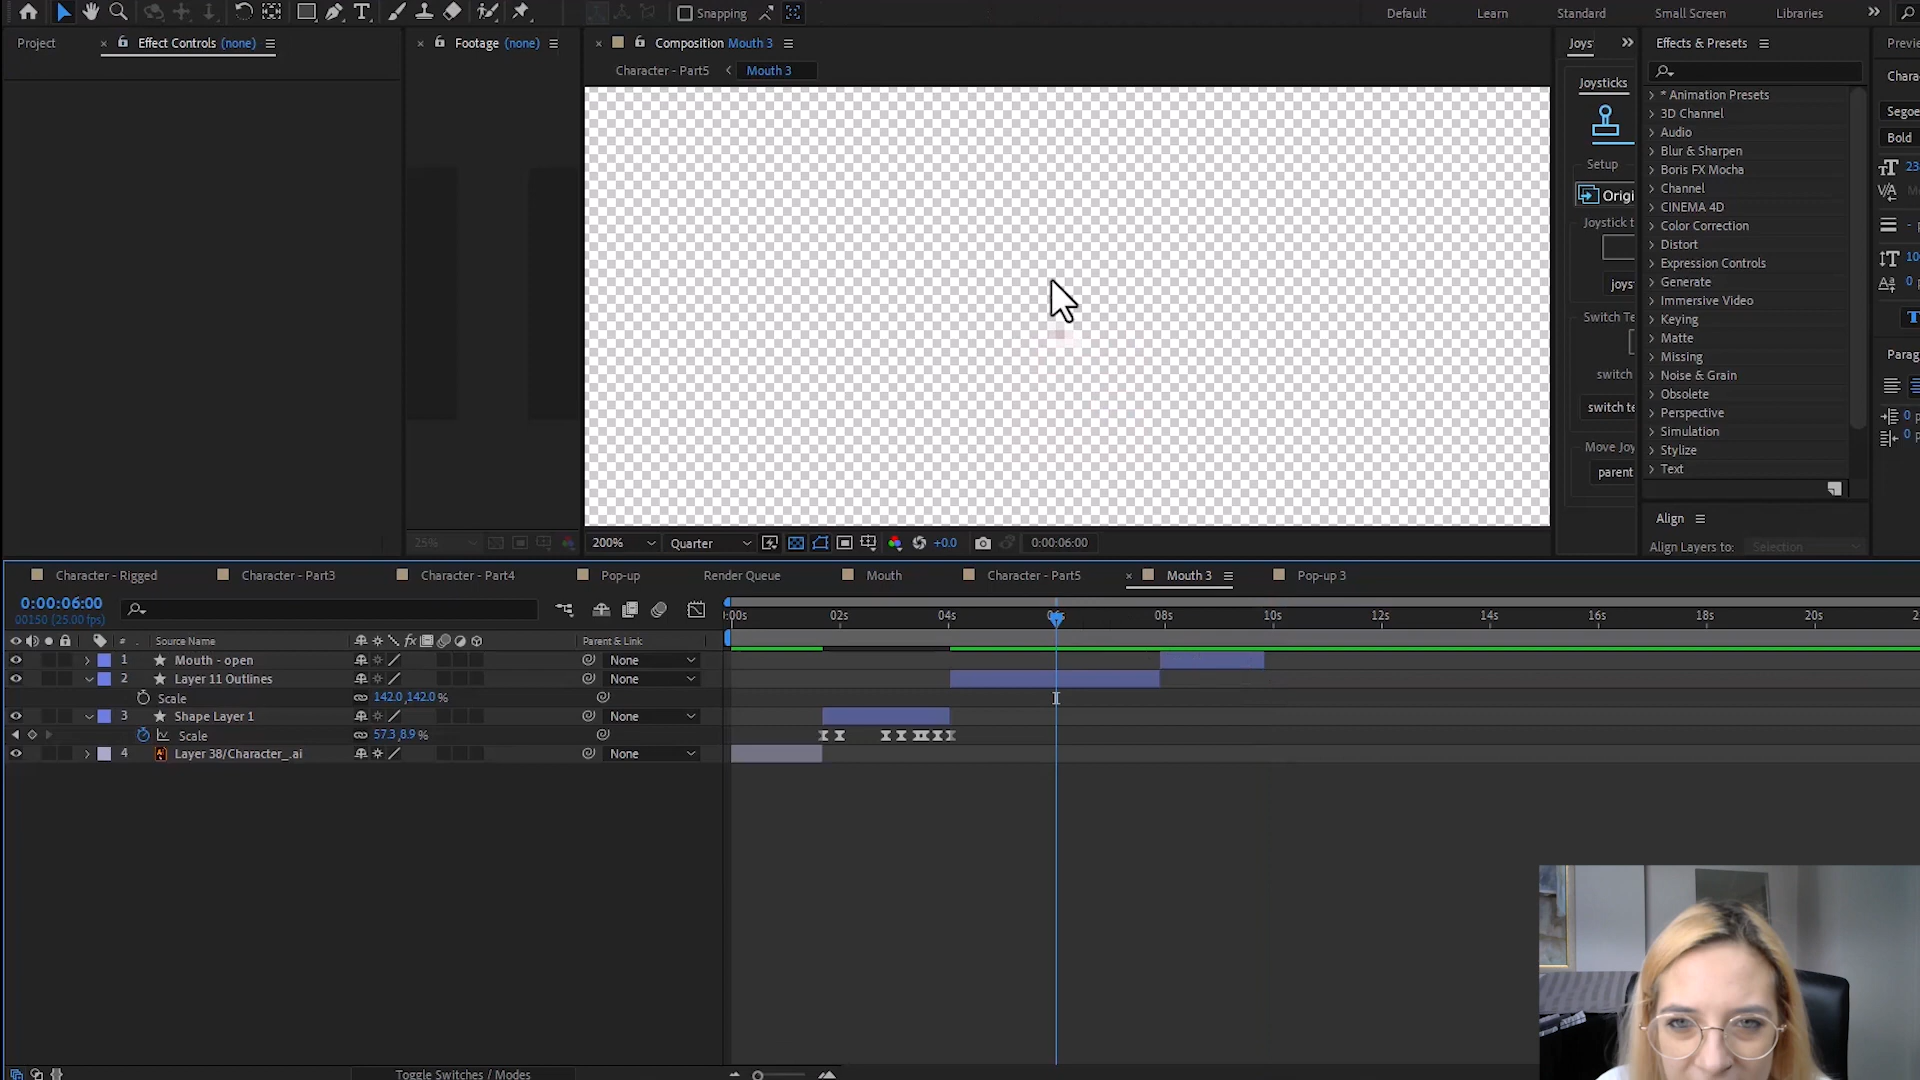 Snapping
Default
Learn
Standard
Small Screen
Libraries
Project
Effect Controls (none)
Footage (none)
Composition Mouth 3
Joys
Effects & Presets
Character - Part5
Mouth 3
Joysticks
Setup
Origi
Joystick t
joys
switch
switch te
Move Joy
parent
* Animation Presets
3D Channel
Audio
Blur & Sharpen
Boris FX Mocha
Channel
CINEMA 4D
Color Correction
Distort
Expression Controls
Generate
Immersive Video
Keying
Matte
Missing
Noise & Grain
Obsolete
Perspective
Simulation
Stylize
Text
Previe
Chara
Segoe
Bold
Parag
Align
Align Layers to: Selection
25%
200%
Quarter
+0.0
0:00:06:00
Character - Rigged
Character - Part3
Character - Part4
Pop-up
Render Queue
Mouth
Character - Part5
Mouth 3
Pop-up 3
0:00:06:00
00150 (25.00 fps)
:00s 02s 04s 08s 10s 12s 14s 16s 18s 20s
# Source Name
Parent & Link
1 Mouth - open None
2 Layer 11 Outlines None
Scale 142.0,142.0%
3 Shape Layer 1 None
Scale 57.3,8.9%
4 Layer 38/Character_.ai None
Toggle Switches / Modes